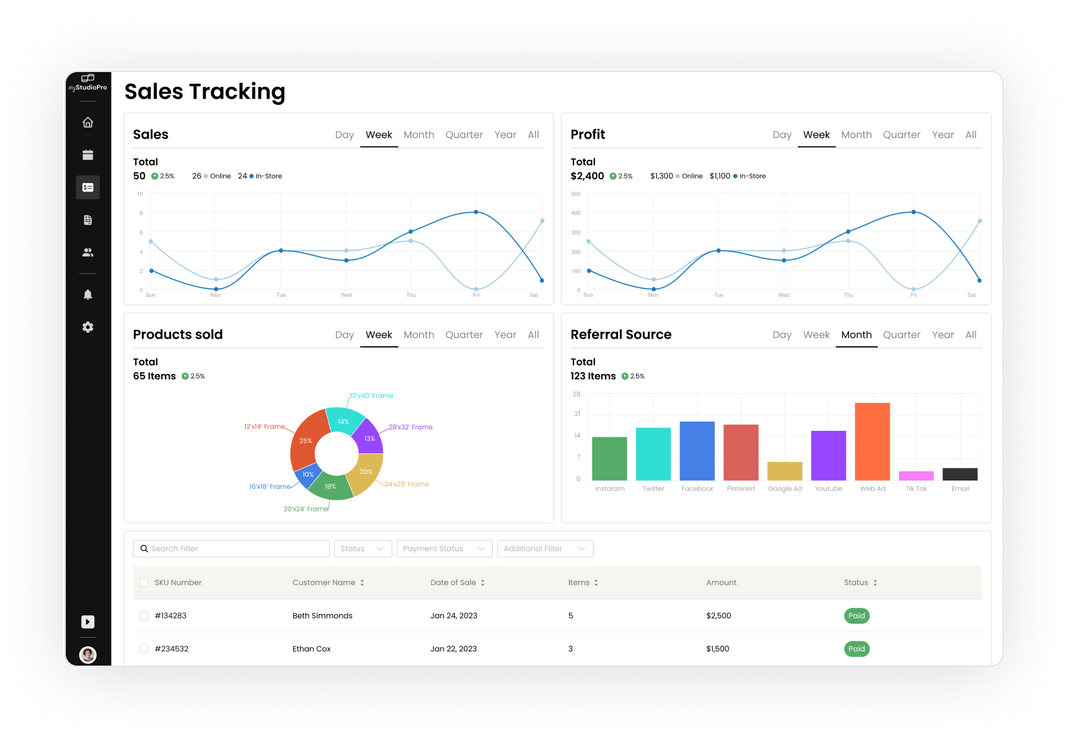 myStudioPro
Sales Tracking
Sales Day Week Month Quarter Year All
Total
50 2.5% 26 Online 24 In-Store
10
8
6
4
2
0
Sun Mon Tue Wed Thu Fri Sat
Profit Day Week Month Quarter Year All
Total
$2,400 2.5% $1,300 Online $1,100 In-Store
500
400
300
200
100
0
Sun Mon Tue Wed Thu Fri Sat
Products sold Day Week Month Quarter Year All
Total
65 Items 2.5%
32'x40' Frame
14%
28'x32' Frame
13%
24'x28' Frame
20%
20'x24' Frame
18%
16'x18' Frame
10%
12'x14' Frame
25%
Referral Source Day Week Month Quarter Year All
Total
123 Items 2.5%
28
21
14
7
0
Instaram Twitter Facebook Pinterest Google Ad Youtube Web Ad Tik Tok Email
Search Filter Status Payment Status Additional Filter
SKU Number Customer Name Date of Sale Items Amount Status
#134283 Beth Simmonds Jan 24, 2023 5 $2,500 Paid
#234532 Ethan Cox Jan 22, 2023 3 $1,500 Paid